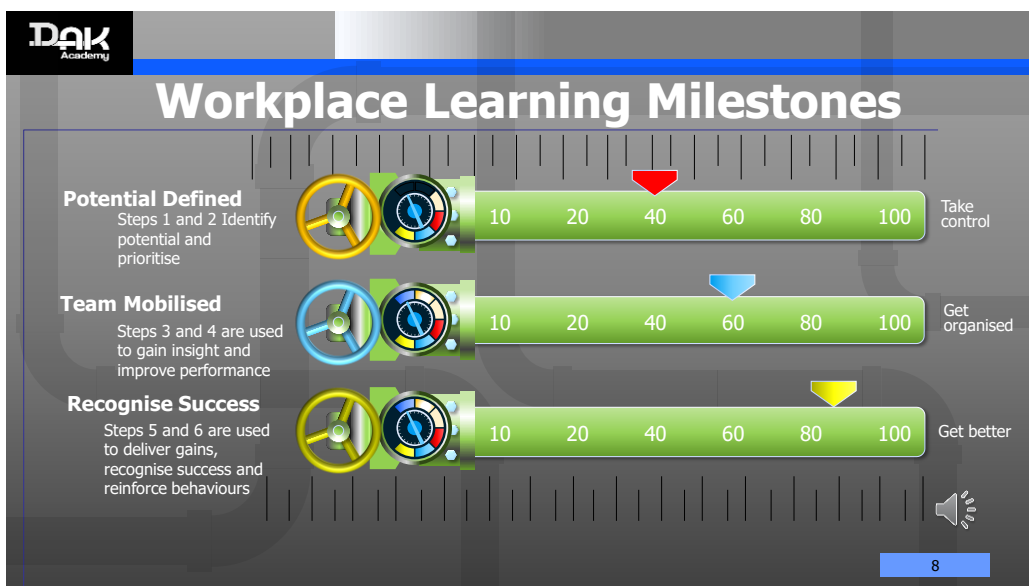 DAK
Academy
Workplace Learning Milestones
Potential Defined
Steps 1 and 2 Identify
potential and
prioritise
10 20 40 60 80 100
Take
control
Team Mobilised
Steps 3 and 4 are used
to gain insight and
improve performance
10 20 40 60 80 100
Get
organised
Recognise Success
Steps 5 and 6 are used
to deliver gains,
recognise success and
reinforce behaviours
10 20 40 60 80 100
Get better
8